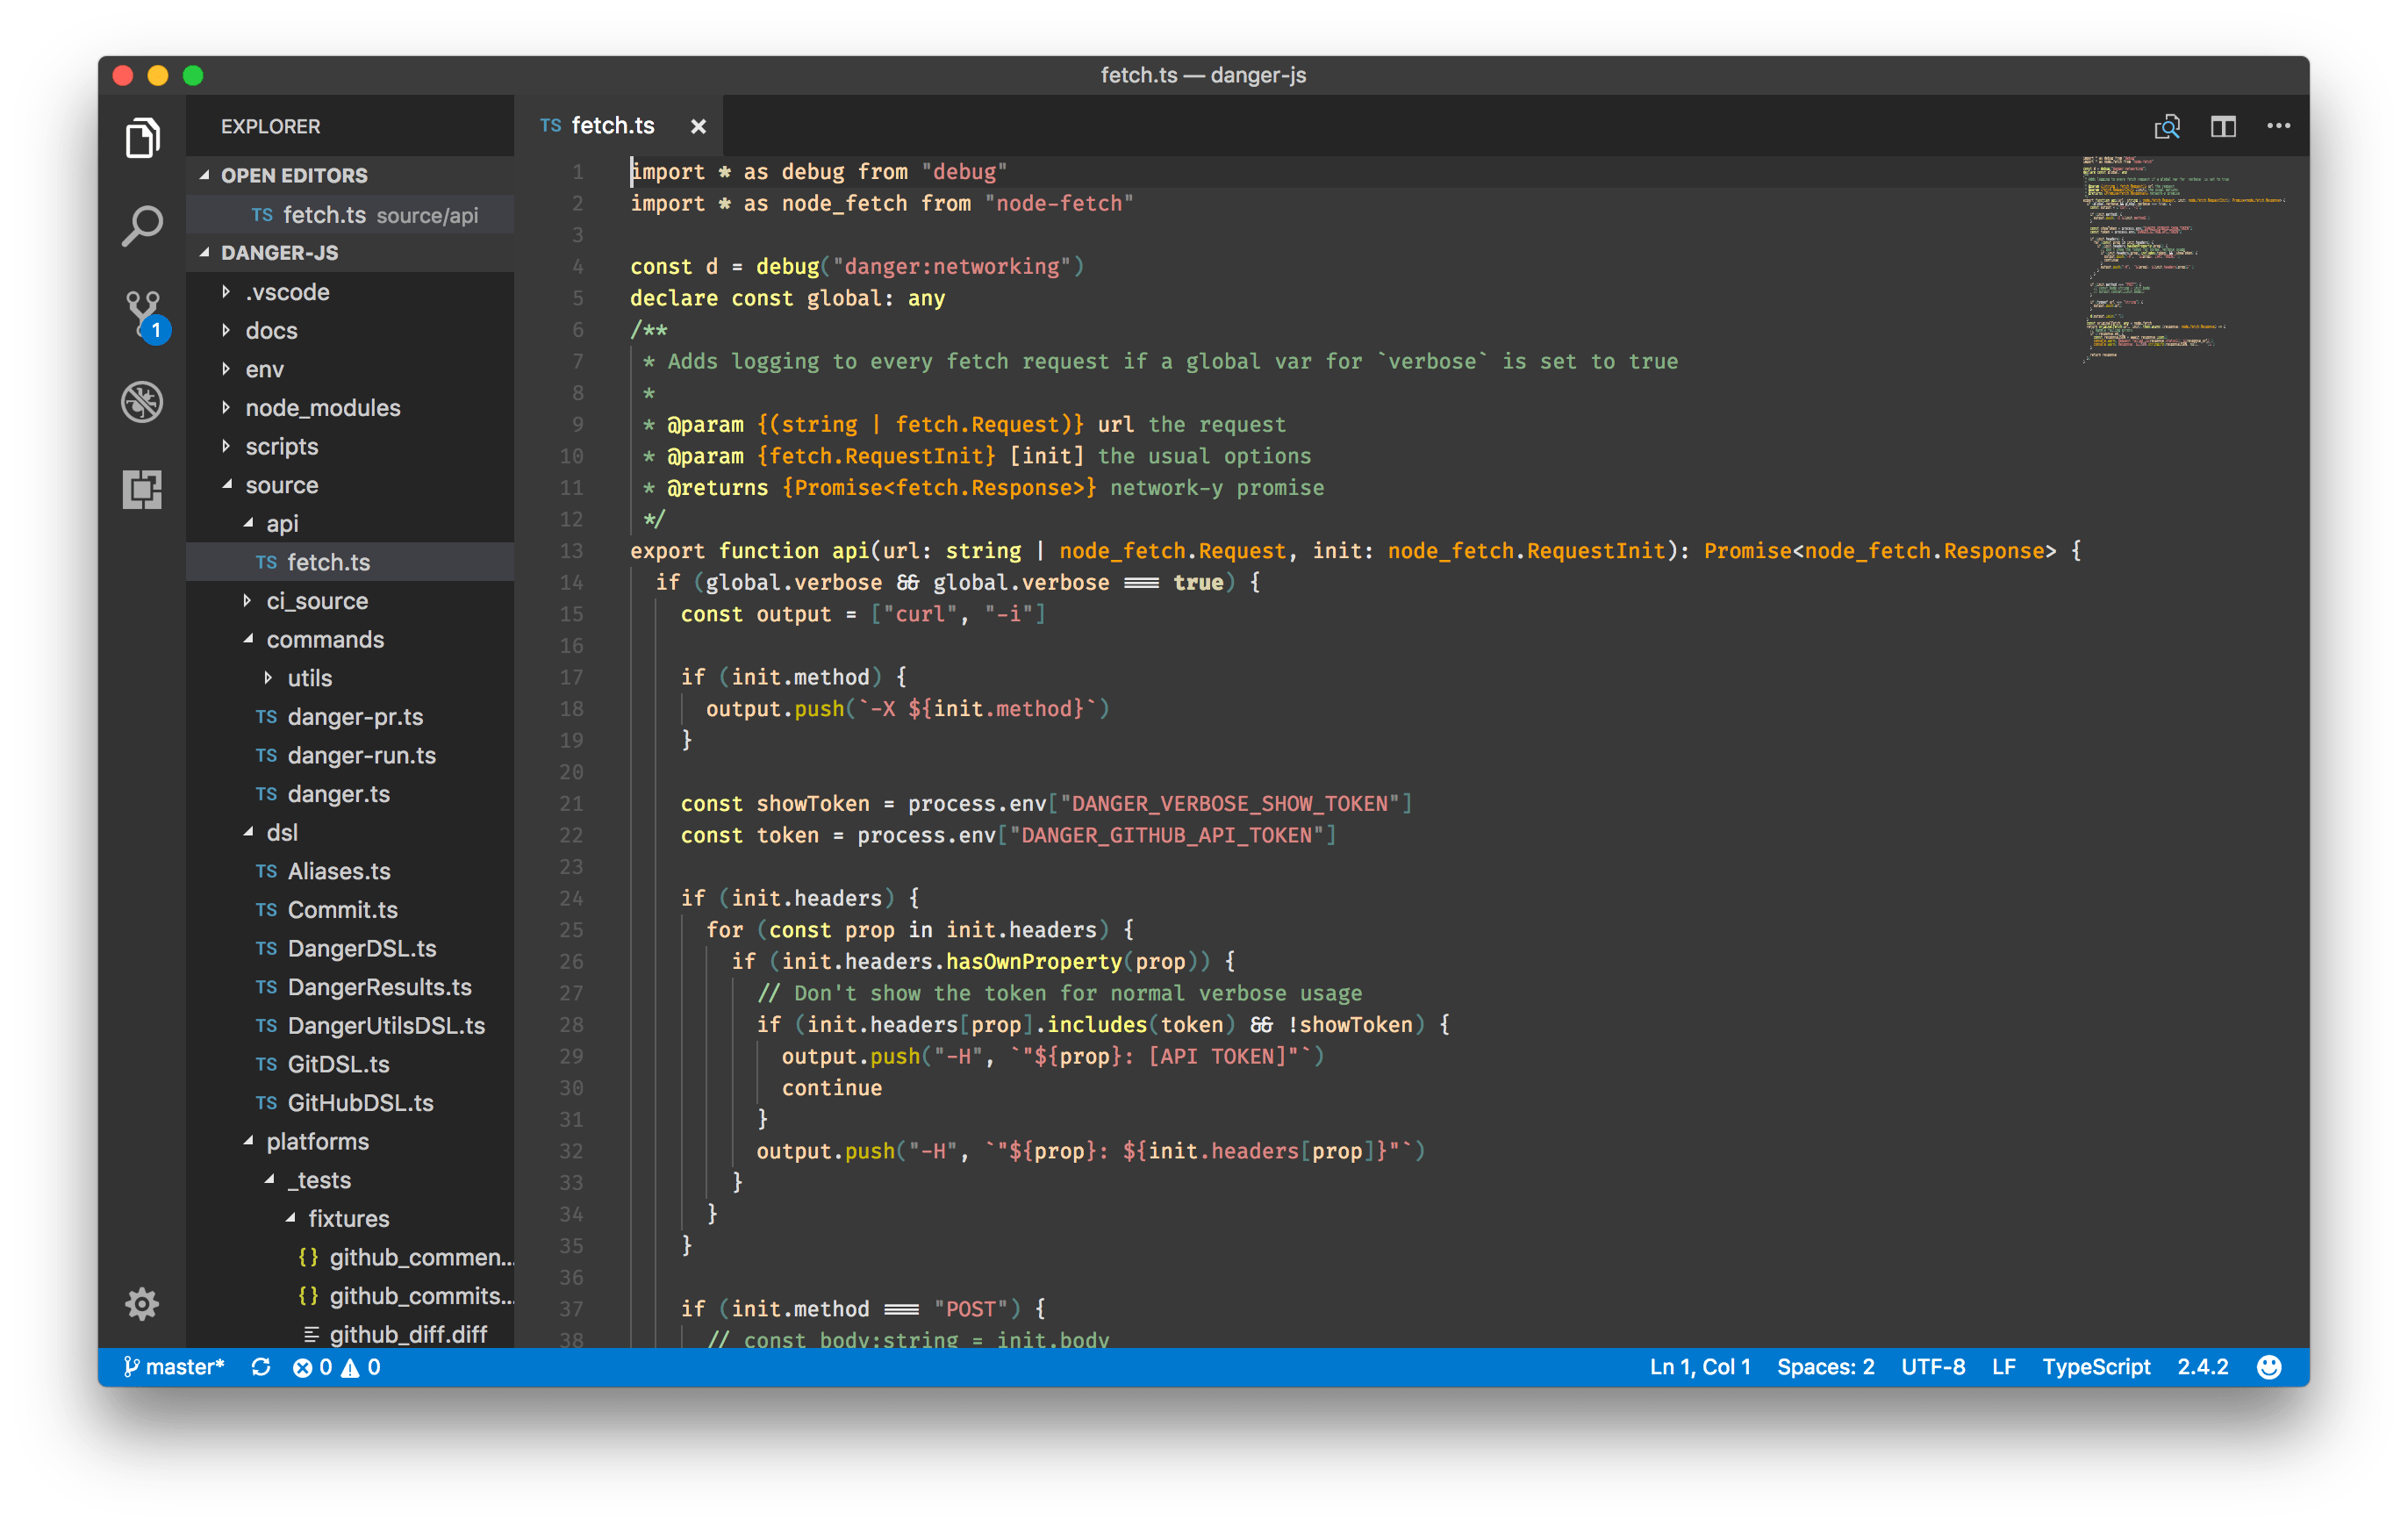 fetch.ts — danger-js
EXPLORER
OPEN EDITORS
TS fetch.ts source/api
DANGER-JS
.vscode
docs
env
node_modules
scripts
source
api
TS fetch.ts
ci_source
commands
utils
TS danger-pr.ts
TS danger-run.ts
TS danger.ts
dsl
TS Aliases.ts
TS Commit.ts
TS DangerDSL.ts
TS DangerResults.ts
TS DangerUtilsDSL.ts
TS GitDSL.ts
TS GitHubDSL.ts
platforms
_tests
fixtures
{} github_commen...
{} github_commits...
github_diff.diff
1
TS fetch.ts ×
1 import * as debug from "debug"
2 import * as node_fetch from "node-fetch"
3
4 const d = debug("danger:networking")
5 declare const global: any
6 /**
7 * Adds logging to every fetch request if a global var for `verbose` is set to true
8 *
9 * @param {(string | fetch.Request)} url the request
10 * @param {fetch.RequestInit} [init] the usual options
11 * @returns {Promise<fetch.Response>} network-y promise
12 */
13 export function api(url: string | node_fetch.Request, init: node_fetch.RequestInit): Promise<node_fetch.Response> {
14 if (global.verbose && global.verbose === true) {
15 const output = ["curl", "-i"]
16
17 if (init.method) {
18 output.push(`-X ${init.method}`)
19 }
20
21 const showToken = process.env["DANGER_VERBOSE_SHOW_TOKEN"]
22 const token = process.env["DANGER_GITHUB_API_TOKEN"]
23
24 if (init.headers) {
25 for (const prop in init.headers) {
26 if (init.headers.hasOwnProperty(prop)) {
27 // Don't show the token for normal verbose usage
28 if (init.headers[prop].includes(token) && !showToken) {
29 output.push("-H", `"${prop}: [API TOKEN]"`)
30 continue
31 }
32 output.push("-H", `"${prop}: ${init.headers[prop]}"`)
33 }
34 }
35 }
36
37 if (init.method === "POST") {
38 // const body:string = init.body
master* 0 0
Ln 1, Col 1 Spaces: 2 UTF-8 LF TypeScript 2.4.2